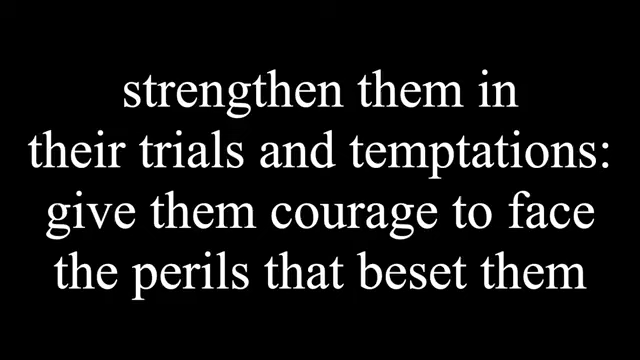 strengthen them in
their trials and temptations:
give them courage to face
the perils that beset them